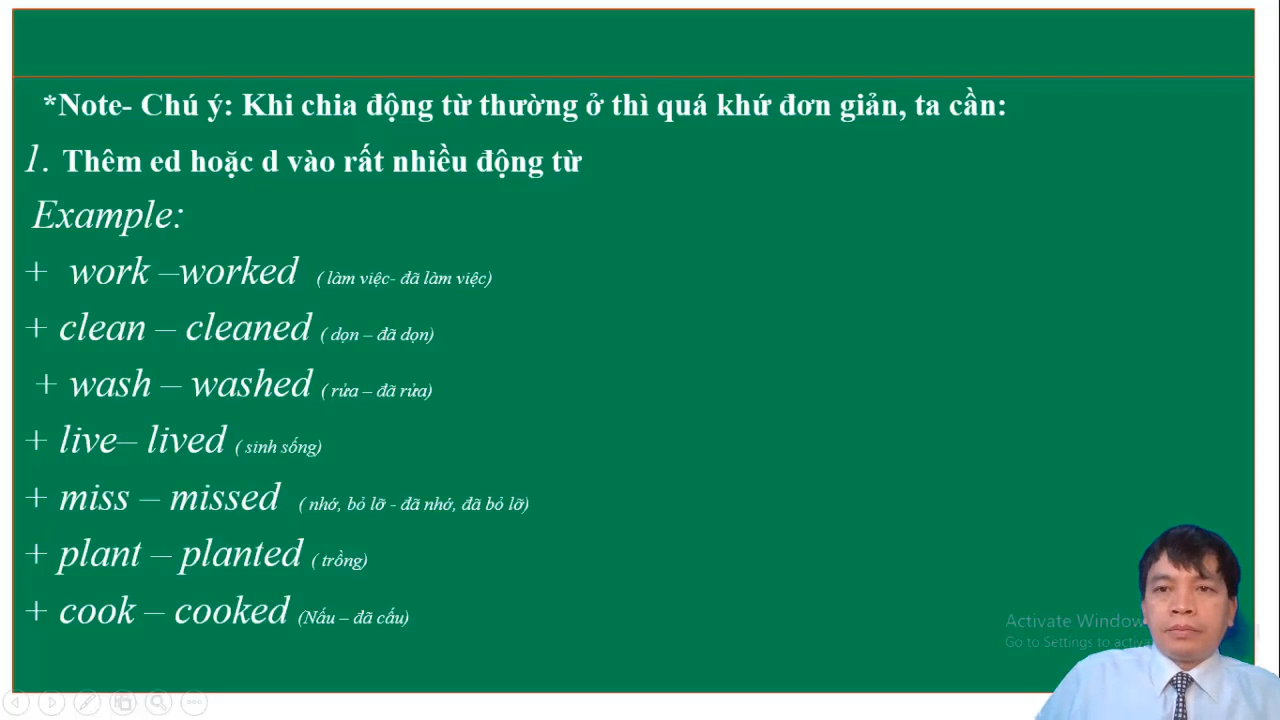 *Note- Chú ý: Khi chia động từ thường ở thì quá khứ đơn giản, ta cần:
1. Thêm ed hoặc d vào rất nhiều động từ
Example:
+ work –worked ( làm việc- đã làm việc)
+ clean – cleaned ( dọn – đã dọn)
+ wash – washed ( rửa – đã rửa)
+ live– lived ( sinh sống)
+ miss – missed ( nhớ, bỏ lỡ - đã nhớ, đã bỏ lỡ)
+ plant – planted ( trồng)
+ cook – cooked (Nấu – đã cấu)
Activate Window
Go to Settings to activa